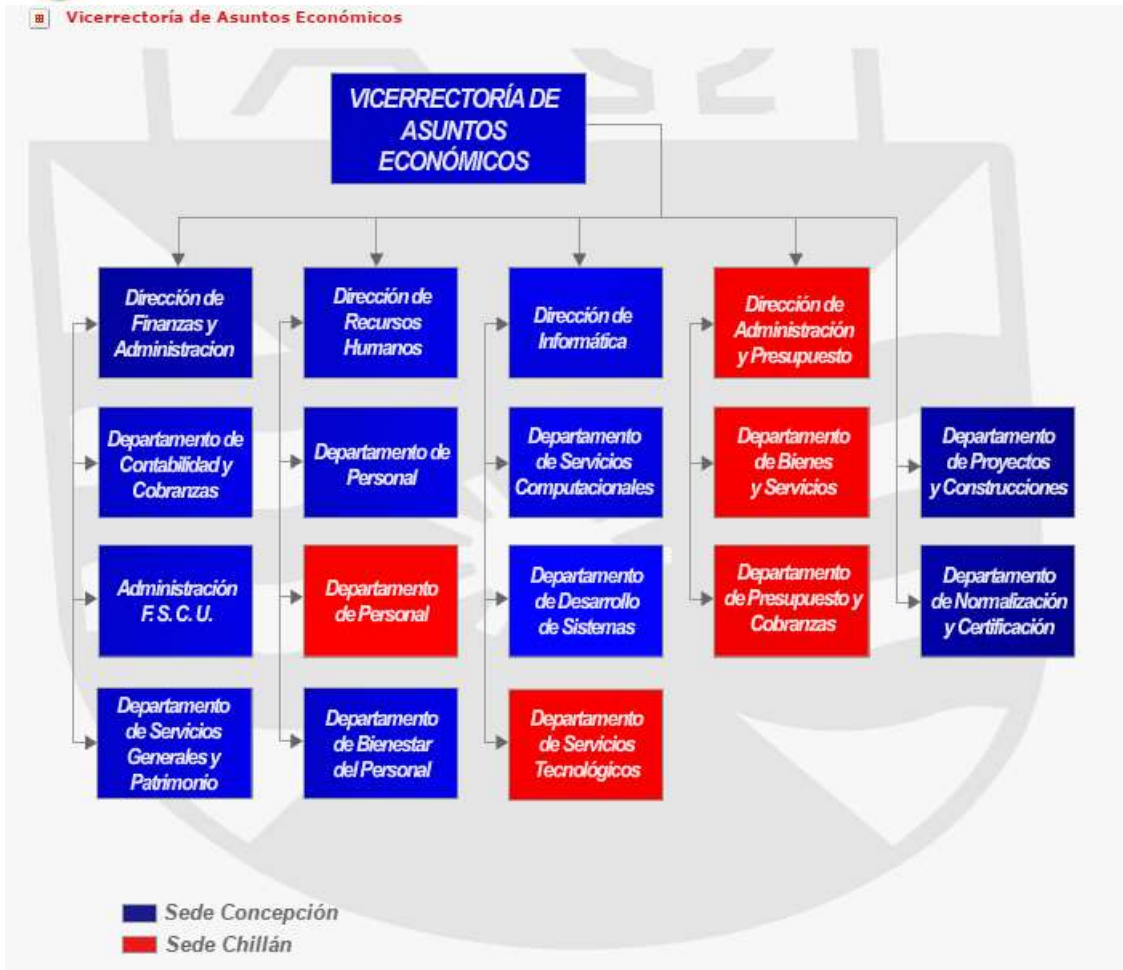 Vicerrectoría de Asuntos Económicos
VICERRECTORÍA DE
ASUNTOS
ECONÓMICOS
Dirección de
Finanzas y
Administracion
Dirección de
Recursos
Humanos
Dirección de
Informática
Dirección de
Administración
y Presupuesto
Departamento de
Contabilidad y
Cobranzas
Departamento de
Personal
Departamento
de Servicios
Computacionales
Departamento
de Bienes
y Servicios
Departamento
de Proyectos
y Construcciones
Administración
F. S. C. U.
Departamento
de Personal
Departamento
de Desarrollo
de Sistemas
Departamento
de Presupuesto y
Cobranzas
Departamento
de Normalización
y Certificación
Departamento
de Servicios
Generales y
Patrimonio
Departamento
de Bienestar
del Personal
Departamento
de Servicios
Tecnológicos
Sede Concepción
Sede Chillán